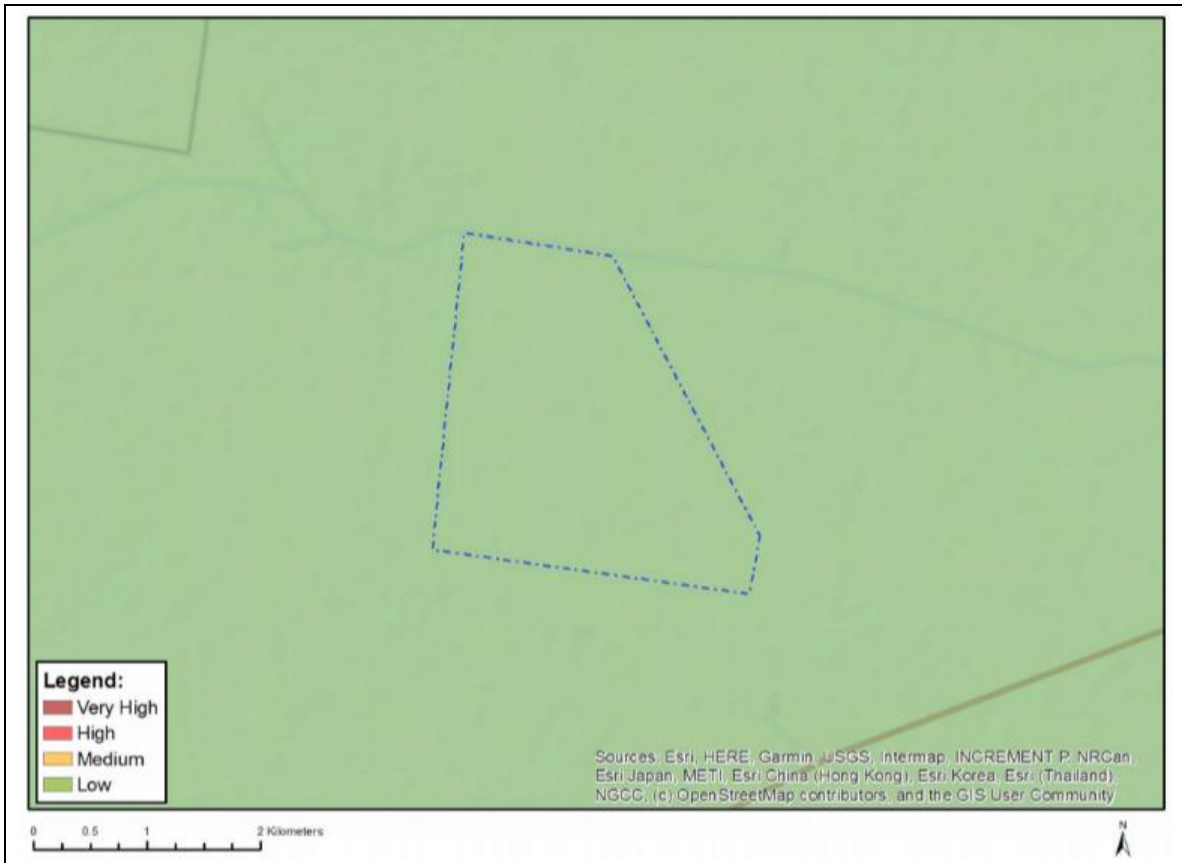 Legend:
Very High
High
Medium
Low
Sources: Esri, HERE, Garmin, USGS, Intermap, INCREMENT P, NRCan,
Esri Japan, METI, Esri China (Hong Kong), Esri Korea, Esri (Thailand),
NGCC, (c) OpenStreetMap contributors, and the GIS User Community
0 0.5 1 2 Kilometers
N